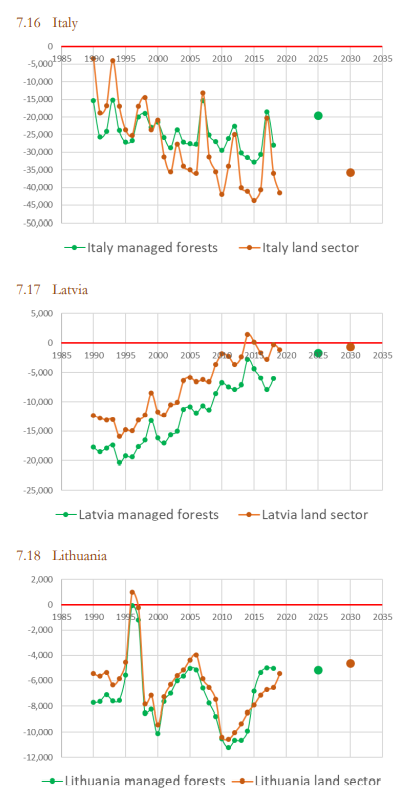 7.16 Italy
0
1985 1990 1995 2000 2005 2010 2015 2020 2025 2030 2035
-5,000
-10,000
-15,000
-20,000
-25,000
-30,000
-35,000
-40,000
-45,000
-50,000
Italy managed forests Italy land sector
7.17 Latvia
5,000
0
1985 1990 1995 2000 2005 2010 2015 2020 2025 2030 2035
-5,000
-10,000
-15,000
-20,000
-25,000
Latvia managed forests Latvia land sector
7.18 Lithuania
2,000
0
1985 1990 1995 2000 2005 2010 2015 2020 2025 2030 2035
-2,000
-4,000
-6,000
-8,000
-10,000
-12,000
Lithuania managed forests Lithuania land sector